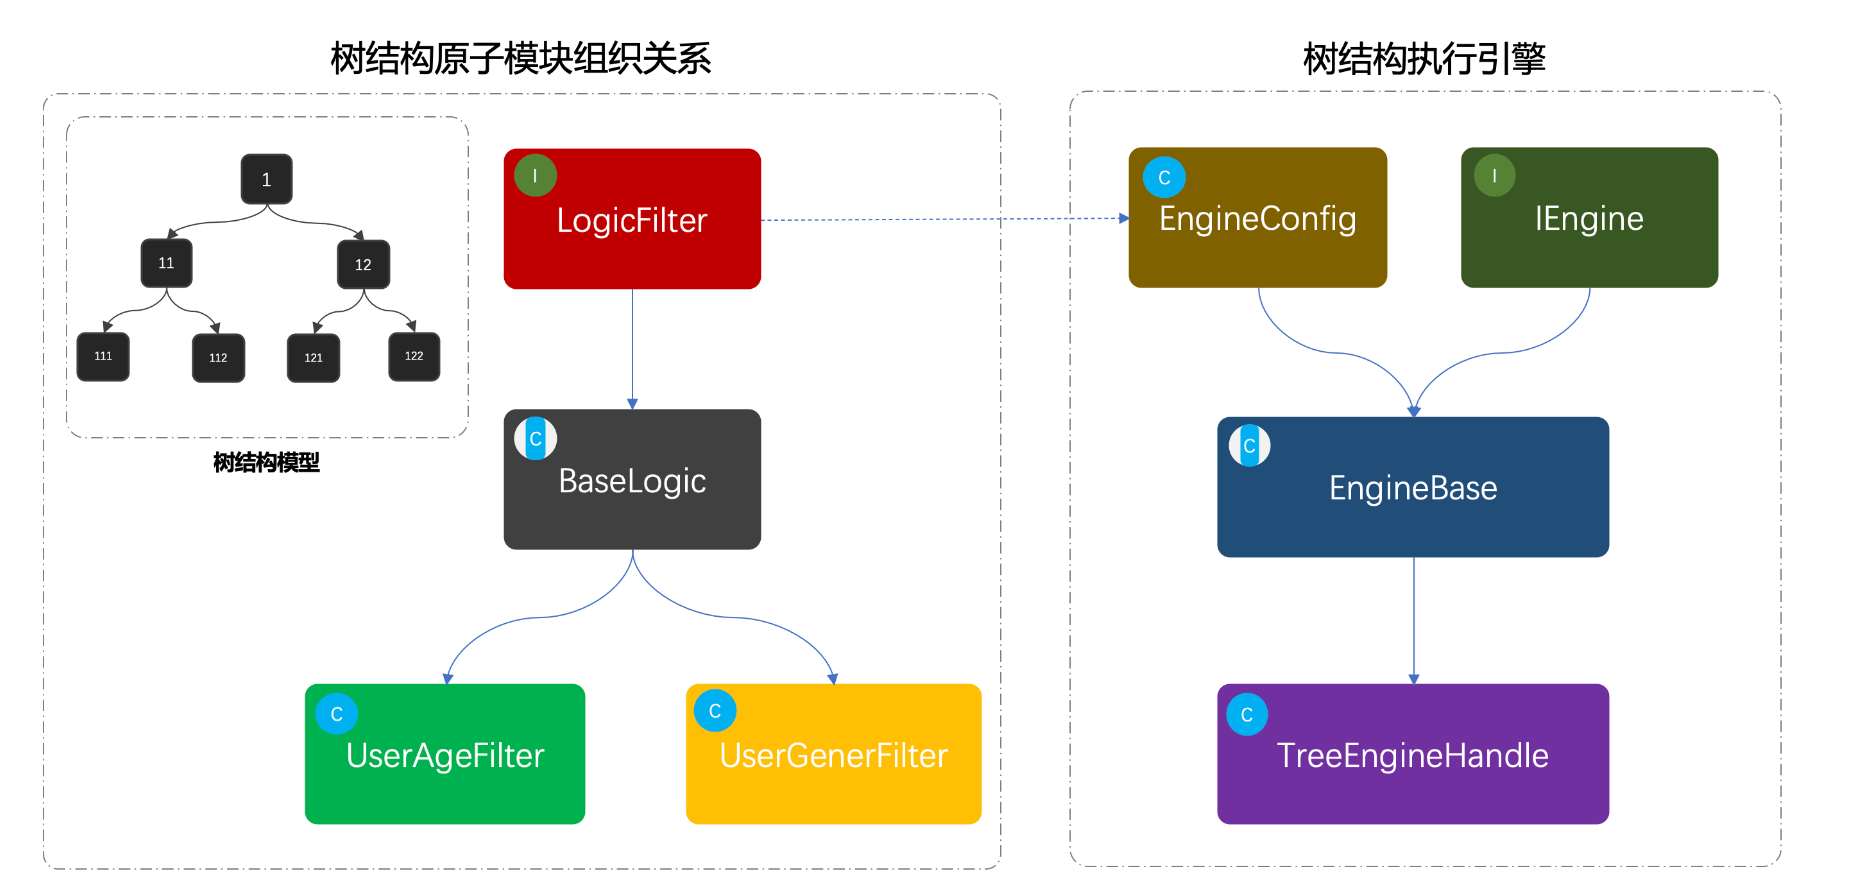 树结构原子模块组织关系
1
11
12
111
112
121
122
树结构模型
I
LogicFilter
C
BaseLogic
C
UserAgeFilter
C
UserGenerFilter
树结构执行引擎
C
EngineConfig
I
IEngine
C
EngineBase
C
TreeEngineHandle